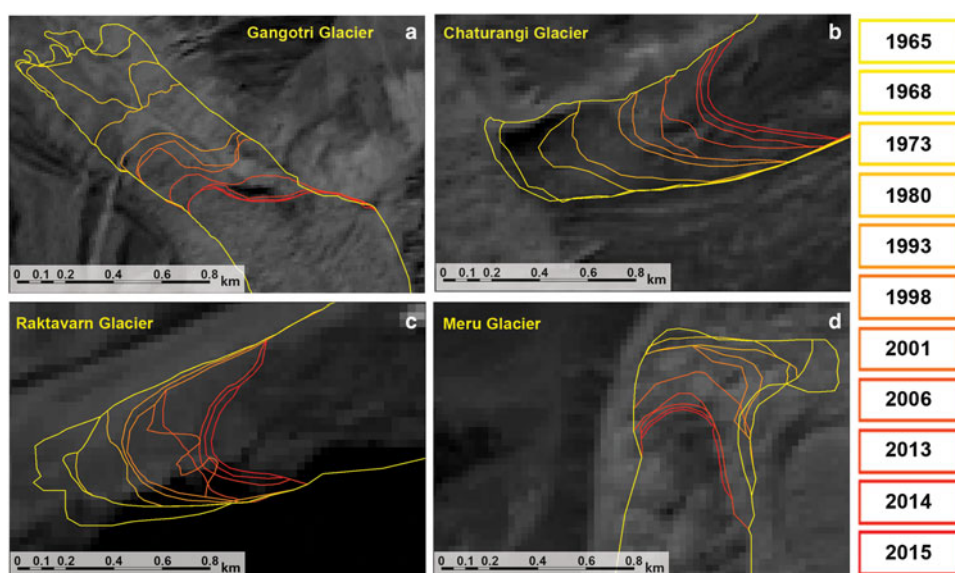 Gangotri Glacier a
0 0.1 0.2 0.4 0.6 0.8
km
Chaturangi Glacier b
0 0.1 0.2 0.4 0.6 0.8
km
Raktavarn Glacier c
0 0.1 0.2 0.4 0.6 0.8
km
Meru Glacier d
0 0.1 0.2 0.4 0.6 0.8
km
1965
1968
1973
1980
1993
1998
2001
2006
2013
2014
2015